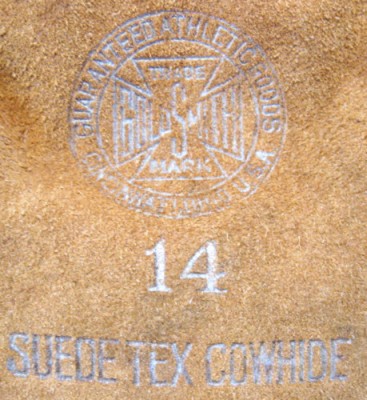 GUARANTEED ATHLETIC GOODS
TRADE
GOLDSMITH
MARK
14
SUEDE TEX COWHIDE